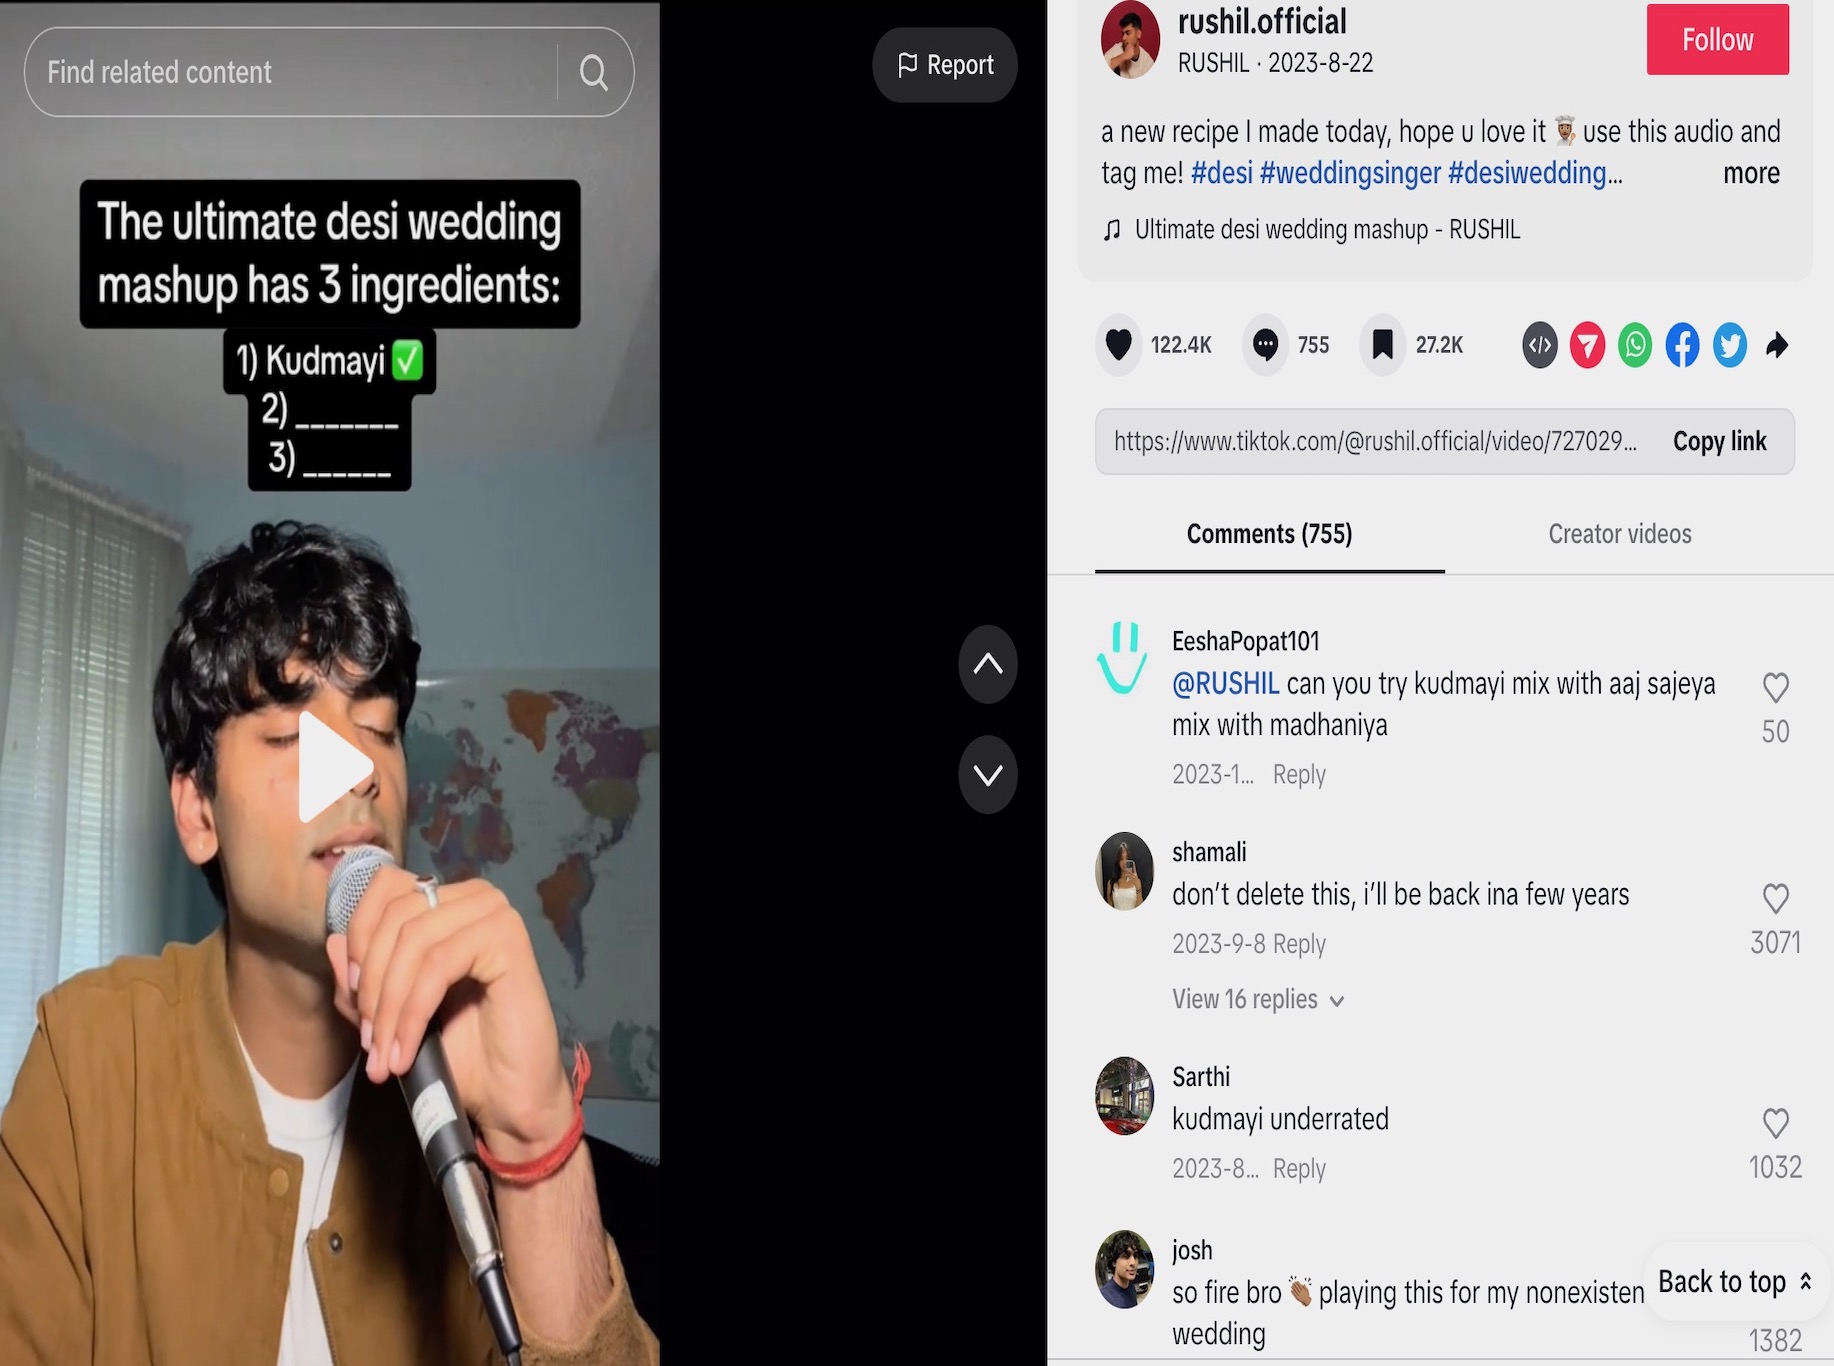 Find related content
Report
The ultimate desi wedding
mashup has 3 ingredients:
1) Kudmayi ✅
2) _______
3) ______
rushil.official
RUSHIL · 2023-8-22
Follow
a new recipe I made today, hope u love it 👨🏽‍🍳 use this audio and
tag me! #desi #weddingsinger #desiwedding... more
Ultimate desi wedding mashup - RUSHIL
122.4K 755 27.2K
https://www.tiktok.com/@rushil.official/video/727029... Copy link
Comments (755) Creator videos
EeshaPopat101
@RUSHIL can you try kudmayi mix with aaj sajeya
mix with madhaniya
50
2023-1... Reply
shamali
don't delete this, i'll be back ina few years
3071
2023-9-8 Reply
View 16 replies
Sarthi
kudmayi underrated
1032
2023-8... Reply
josh
so fire bro 👏🏽 playing this for my nonexisten
wedding
Back to top
1382